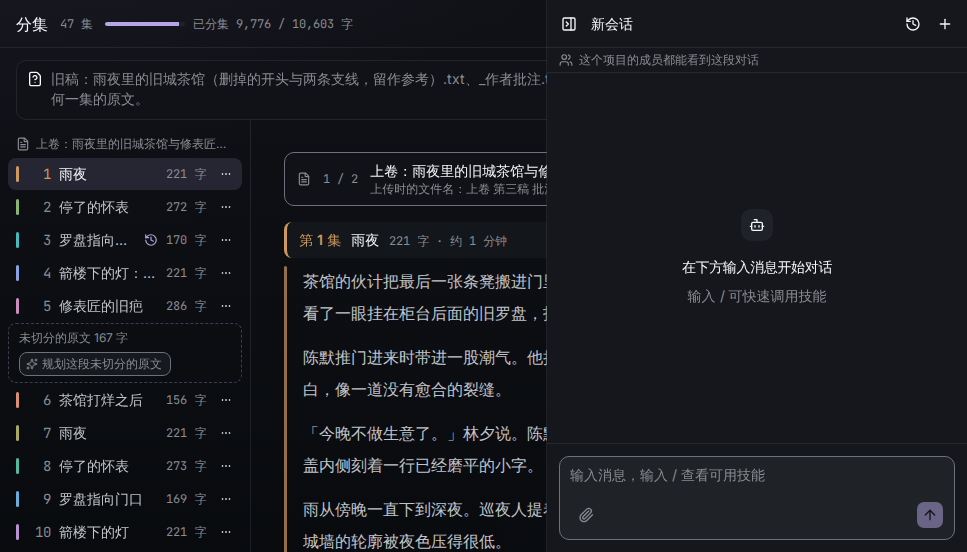 分集 47 集 已分集 9,776 / 10,603 字
旧稿：雨夜里的旧城茶馆（删掉的开头与两条支线，留作参考）.txt、_作者批注.
何一集的原文。
上卷：雨夜里的旧城茶馆与修表匠...
1 雨夜 221 字 ...
2 停了的怀表 272 字 ...
3 罗盘指向... 170 字 ...
4 箭楼下的灯：... 221 字 ...
5 修表匠的旧疤 286 字 ...
未切分的原文 167 字
规划这段未切分的原文
6 茶馆打烊之后 156 字 ...
7 雨夜 221 字 ...
8 停了的怀表 273 字 ...
9 罗盘指向门口 169 字 ...
10 箭楼下的灯 221 字 ...
1 / 2 上卷：雨夜里的旧城茶馆与
上传时的文件名：上卷 第三稿 批
第 1 集 雨夜 221 字 · 约 1 分钟
茶馆的伙计把最后一张条凳搬进门
看了一眼挂在柜台后面的旧罗盘，
陈默推门进来时带进一股潮气。他
白，像一道没有愈合的裂缝。
「今晚不做生意了。」林夕说。陈
盖内侧刻着一行已经磨平的小字。
雨从傍晚一直下到深夜。巡夜人提
城墙的轮廓被夜色压得很低。
新会话
这个项目的成员都能看到这段对话
在下方输入消息开始对话
输入 / 可快速调用技能
输入消息，输入 / 查看可用技能